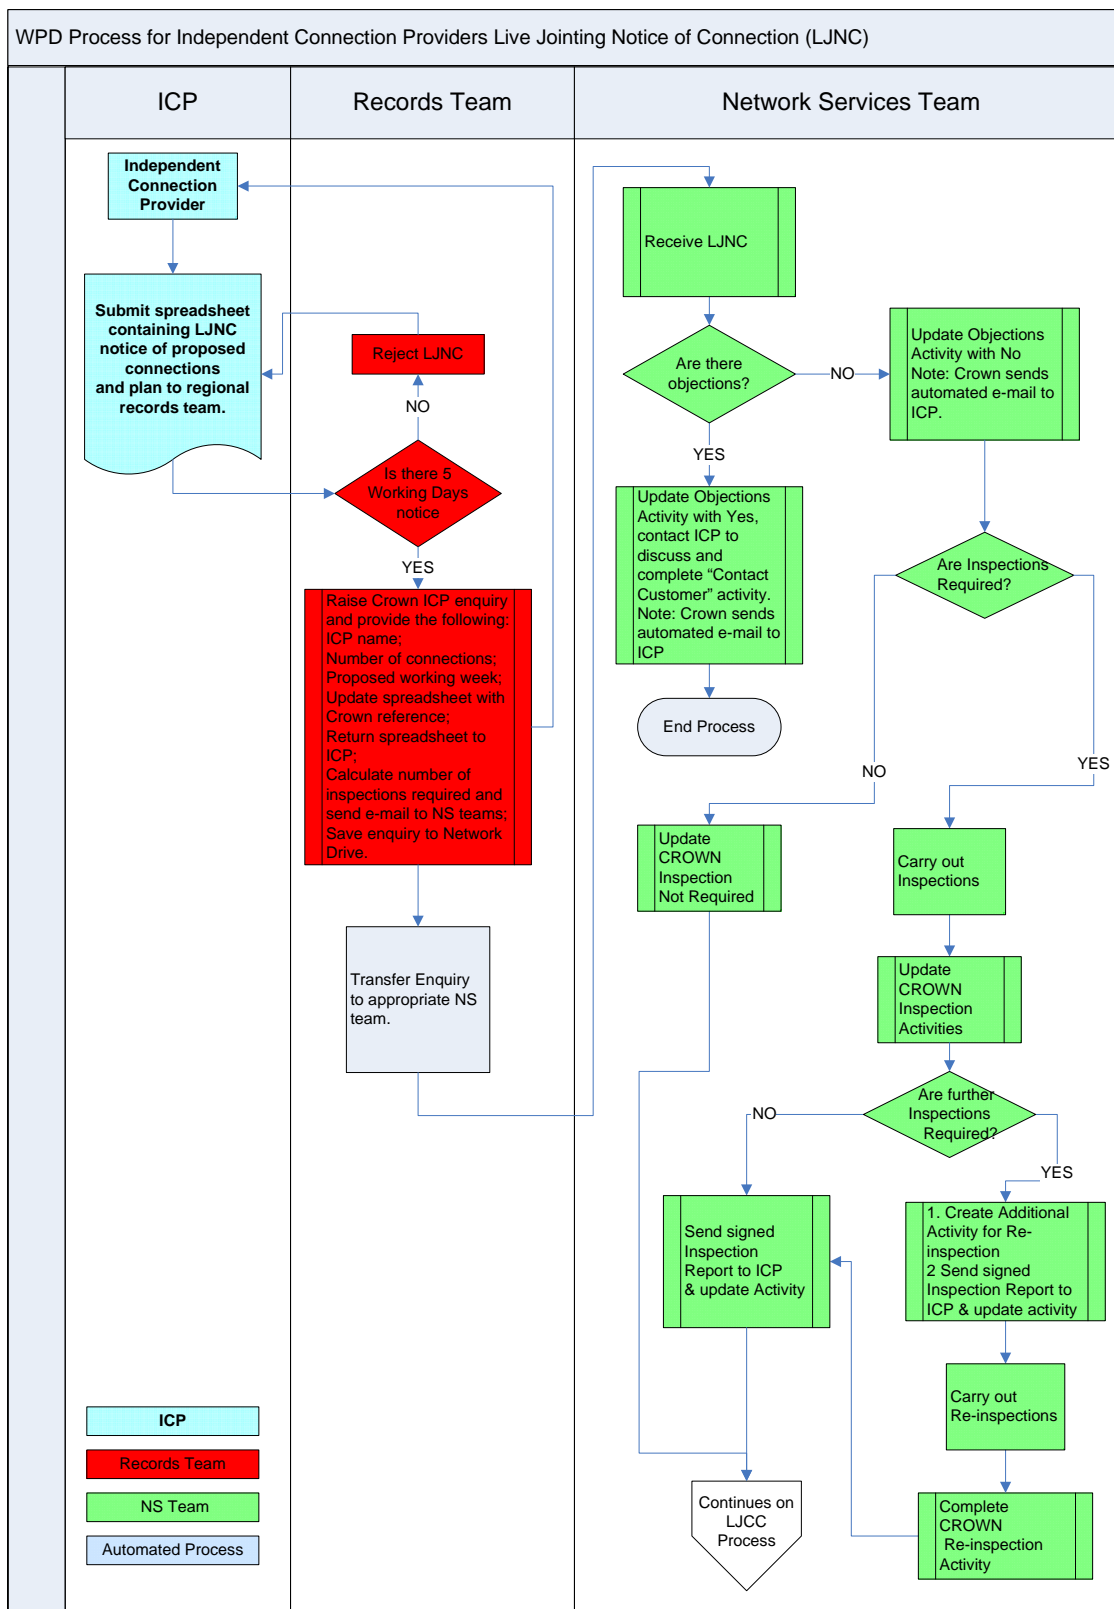 WPD Process for Independent Connection Providers Live Jointing Notice of Connection (LJNC)
ICP
Records Team
Network Services Team
Independent
Connection
Provider
Submit spreadsheet
containing LJNC
notice of proposed
connections
and plan to regional
records team.
Reject LJNC
NO
Is there 5
Working Days
notice
YES
Raise Crown ICP enquiry
and provide the following:
ICP name;
Number of connections;
Proposed working week;
Update spreadsheet with
Crown reference;
Return spreadsheet to
ICP;
Calculate number of
inspections required and
send e-mail to NS teams;
Save enquiry to Network
Drive.
Transfer Enquiry
to appropriate NS
team.
Receive LJNC
Are there
objections?
NO
Update Objections
Activity with No
Note: Crown sends
automated e-mail to
ICP.
YES
Update Objections
Activity with Yes,
contact ICP to
discuss and
complete “Contact
Customer” activity.
Note: Crown sends
automated e-mail to
ICP
End Process
Are Inspections
Required?
NO
YES
Update
CROWN
Inspection
Not Required
Carry out
Inspections
Update
CROWN
Inspection
Activities
Are further
Inspections
Required?
NO
YES
Send signed
Inspection
Report to ICP
& update Activity
1. Create Additional
Activity for Re-
inspection
2 Send signed
Inspection Report to
ICP & update activity
Carry out
Re-inspections
Complete
CROWN
Re-inspection
Activity
Continues on
LJCC
Process
ICP
Records Team
NS Team
Automated Process